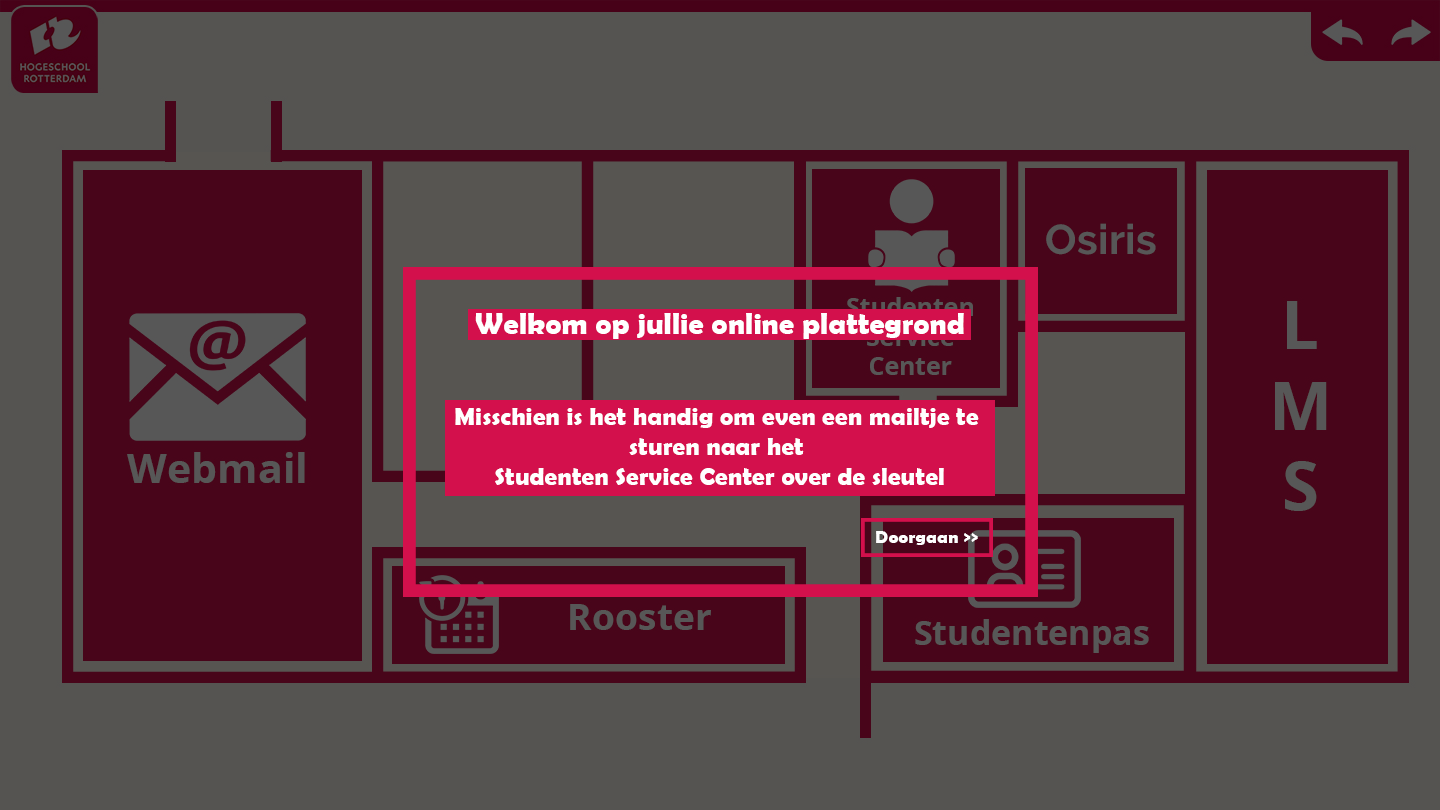 HOGESCHOOL
ROTTERDAM
Osiris
Studenten
Service
Center
Welkom op jullie online plattegrond
L
M
S
Misschien is het handig om even een mailtje te
sturen naar het
Studenten Service Center over de sleutel
@
Webmail
Doorgaan >>
Rooster
Studentenpas